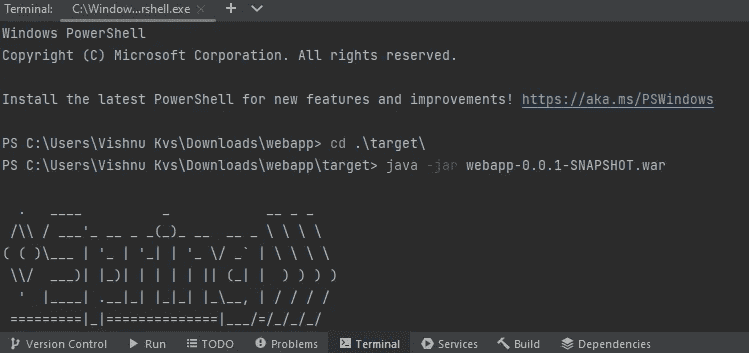 Terminal: C:\Window...rshell.exe × +
Windows PowerShell
Copyright (C) Microsoft Corporation. All rights reserved.
Install the latest PowerShell for new features and improvements! https://aka.ms/PSWindows
PS C:\Users\Vishnu Kvs\Downloads\webapp> cd .\target\
PS C:\Users\Vishnu Kvs\Downloads\webapp\target> java -jar webapp-0.0.1-SNAPSHOT.war
  .   ____          _            __ _ _
 /\\ / ___'_ __ _ _(_)_ __  __ _ \ \ \ \
( ( )\___ | '_ | '_| | '_ \/ _` | \ \ \ \
 \\/  ___)| |_)| | | | | || (_| |  ) ) ) )
  '  |____| .__|_| |_|_| |_\__, | / / / /
 =========|_|==============|___/=/_/_/_/
Version Control Run TODO Problems Terminal Services Build Dependencies